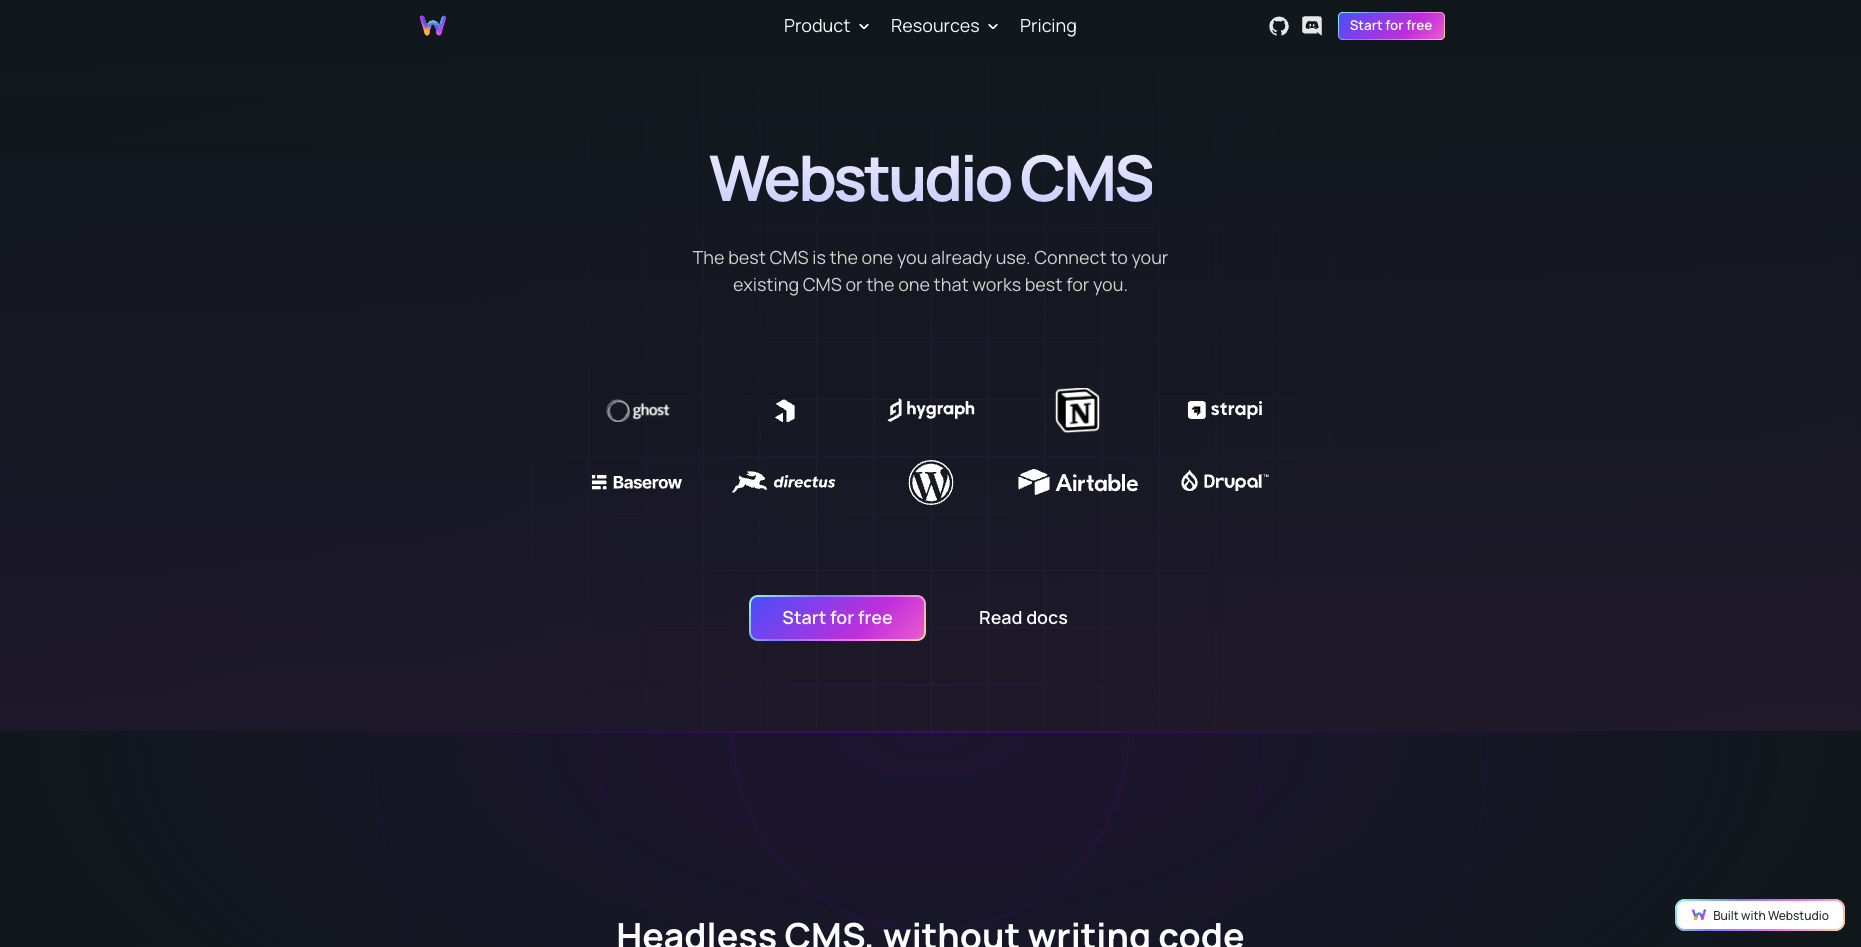 Product
Resources
Pricing
Start for free
Webstudio CMS
The best CMS is the one you already use. Connect to your
existing CMS or the one that works best for you.
ghost
hygraph
N
strapi
Baserow
directus
W
Airtable
Drupal™
Start for free
Read docs
Headless CMS, without writing code
Built with Webstudio